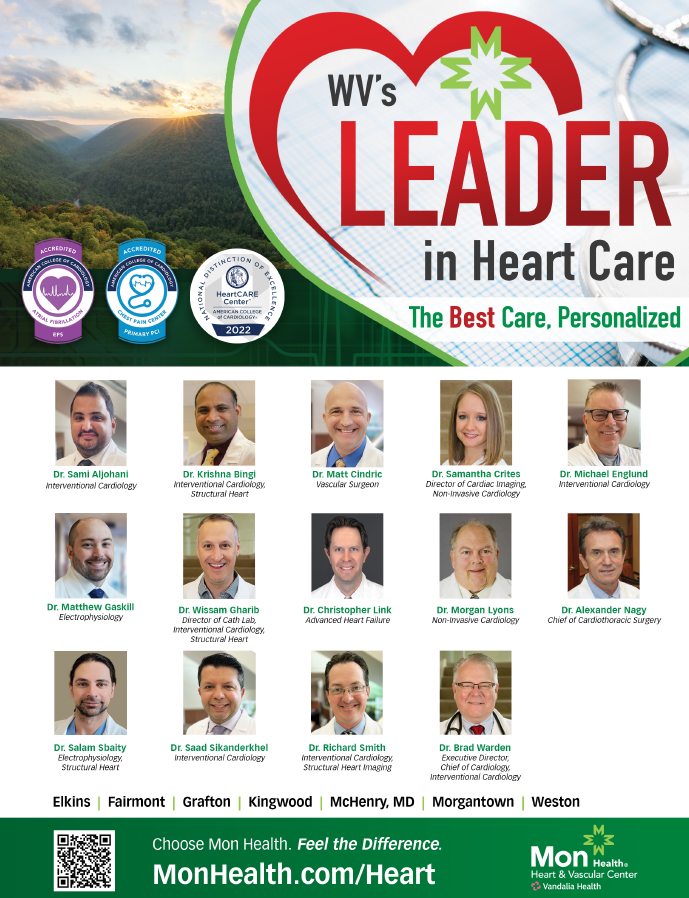 WV's
LEADER
in Heart Care
The Best Care, Personalized
ACCREDITED
AMERICAN COLLEGE OF CARDIOLOGY
ATRIAL FIBRILLATION
EPS
ACCREDITED
AMERICAN COLLEGE OF CARDIOLOGY
CHEST PAIN CENTER
PRIMARY PCI
NATIONAL DISTINCTION OF EXCELLENCE
HeartCARE
Center™
AMERICAN COLLEGE
of CARDIOLOGY®
2022
Dr. Sami Aljohani
Interventional Cardiology
Dr. Krishna Bingi
Interventional Cardiology,
Structural Heart
Dr. Matt Cindric
Vascular Surgeon
Dr. Samantha Crites
Director of Cardiac Imaging,
Non-Invasive Cardiology
Dr. Michael Englund
Interventional Cardiology
Dr. Matthew Gaskill
Electrophysiology
Dr. Wissam Gharib
Director of Cath Lab,
Interventional Cardiology,
Structural Heart
Dr. Christopher Link
Advanced Heart Failure
Dr. Morgan Lyons
Non-Invasive Cardiology
Dr. Alexander Nagy
Chief of Cardiothoracic Surgery
Dr. Salam Sbaity
Electrophysiology,
Structural Heart
Dr. Saad Sikanderkhel
Interventional Cardiology
Dr. Richard Smith
Interventional Cardiology,
Structural Heart Imaging
Dr. Brad Warden
Executive Director,
Chief of Cardiology,
Interventional Cardiology
Elkins | Fairmont | Grafton | Kingwood | McHenry, MD | Morgantown | Weston
Choose Mon Health. Feel the Difference.
MonHealth.com/Heart
Mon Health®
Heart & Vascular Center
Vandalia Health